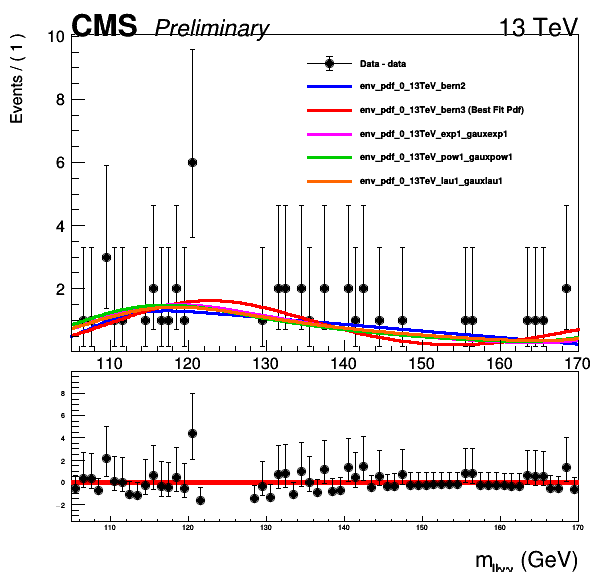 CMS Preliminary 13 TeV
Events / ( 1 )
10
8
6
4
2
Data - data
env_pdf_0_13TeV_bern2
env_pdf_0_13TeV_bern3 (Best Fit Pdf)
env_pdf_0_13TeV_exp1_gauxexp1
env_pdf_0_13TeV_pow1_gauxpow1
env_pdf_0_13TeV_lau1_gauxlau1
110 120 130 140 150 160 170
8
6
4
2
0
-2
110 120 130 140 150 160 170
m_llγγ (GeV)